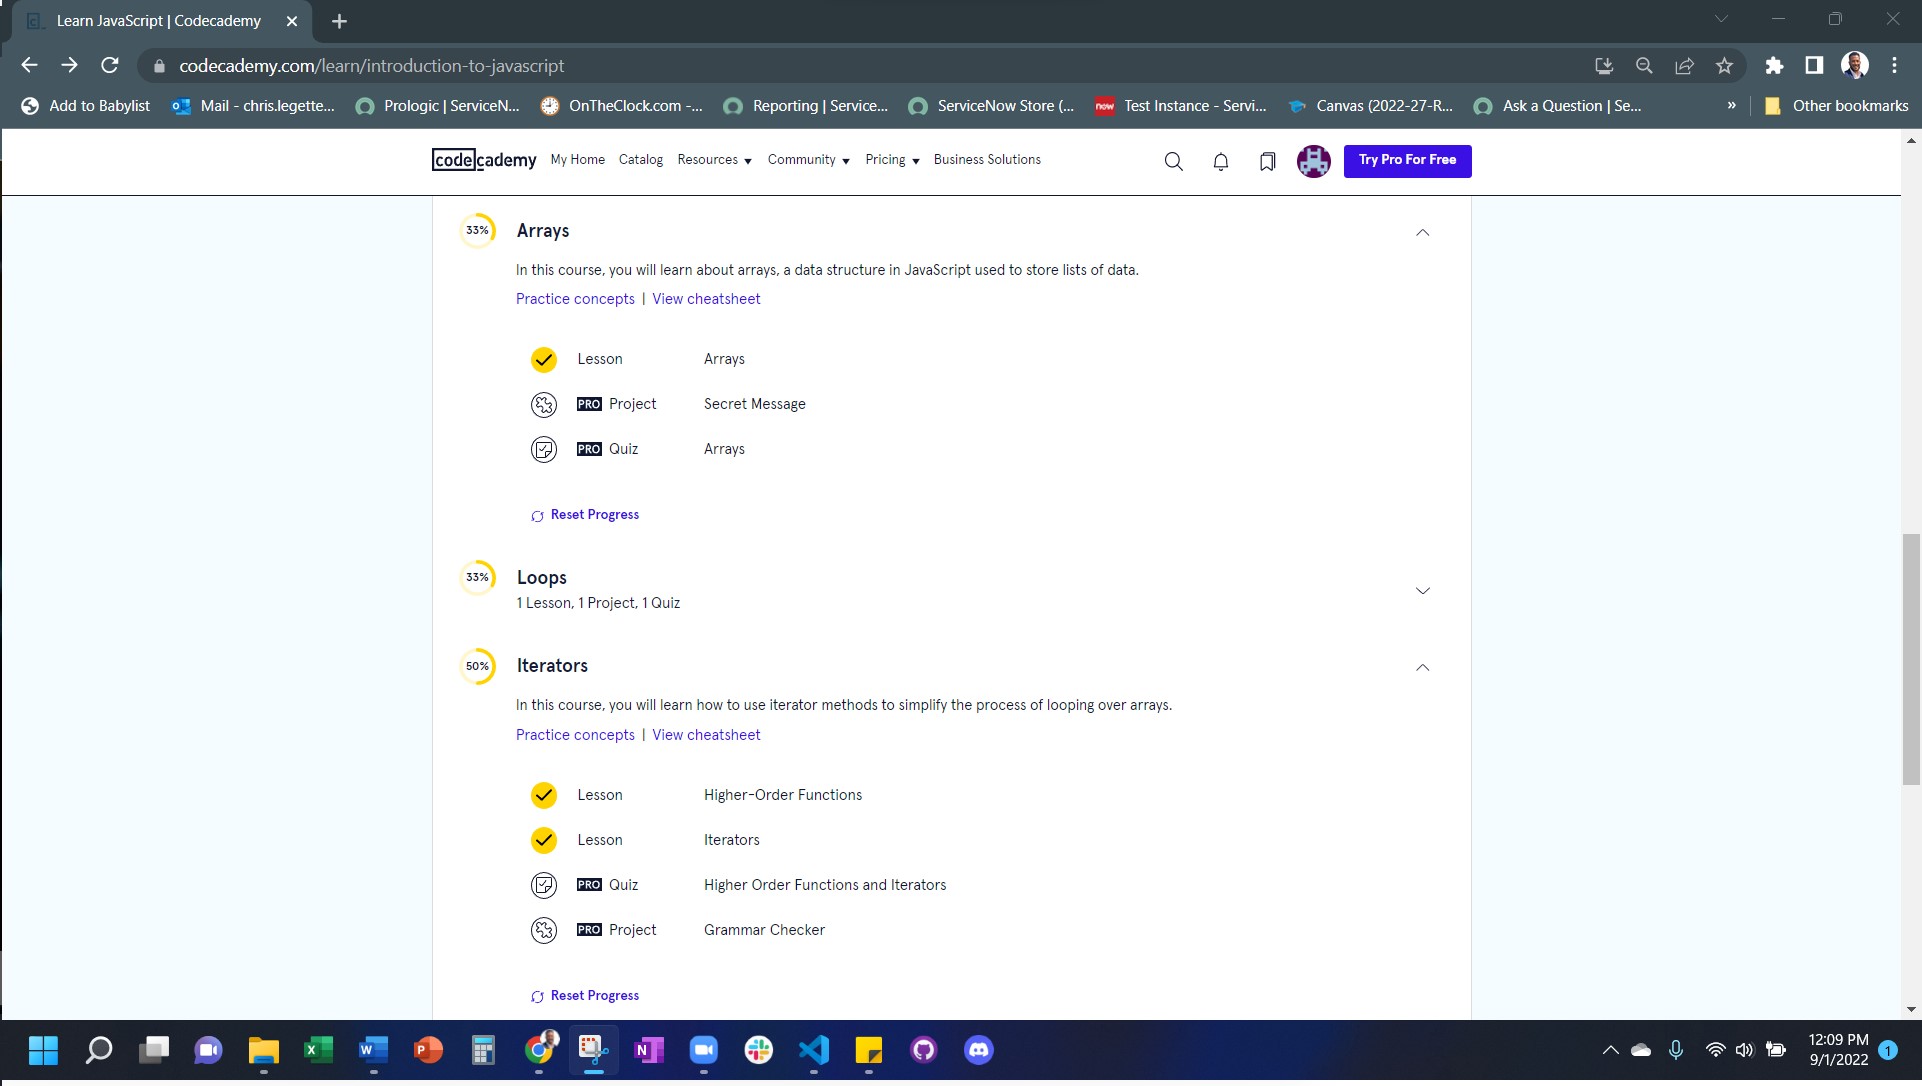 Learn JavaScript | Codecademy
codecademy.com/learn/introduction-to-javascript
Add to Babylist Mail - chris.legette... Prologic | ServiceN... OnTheClock.com -... Reporting | Service... ServiceNow Store (... now Test Instance - Servi... Canvas (2022-27-R... Ask a Question | Se... » Other bookmarks
codecademy My Home Catalog Resources Community Pricing Business Solutions Try Pro For Free
33% Arrays
In this course, you will learn about arrays, a data structure in JavaScript used to store lists of data.
Practice concepts | View cheatsheet
Lesson Arrays
PRO Project Secret Message
PRO Quiz Arrays
Reset Progress
33% Loops
1 Lesson, 1 Project, 1 Quiz
50% Iterators
In this course, you will learn how to use iterator methods to simplify the process of looping over arrays.
Practice concepts | View cheatsheet
Lesson Higher-Order Functions
Lesson Iterators
PRO Quiz Higher Order Functions and Iterators
PRO Project Grammar Checker
Reset Progress
12:09 PM
9/1/2022 1